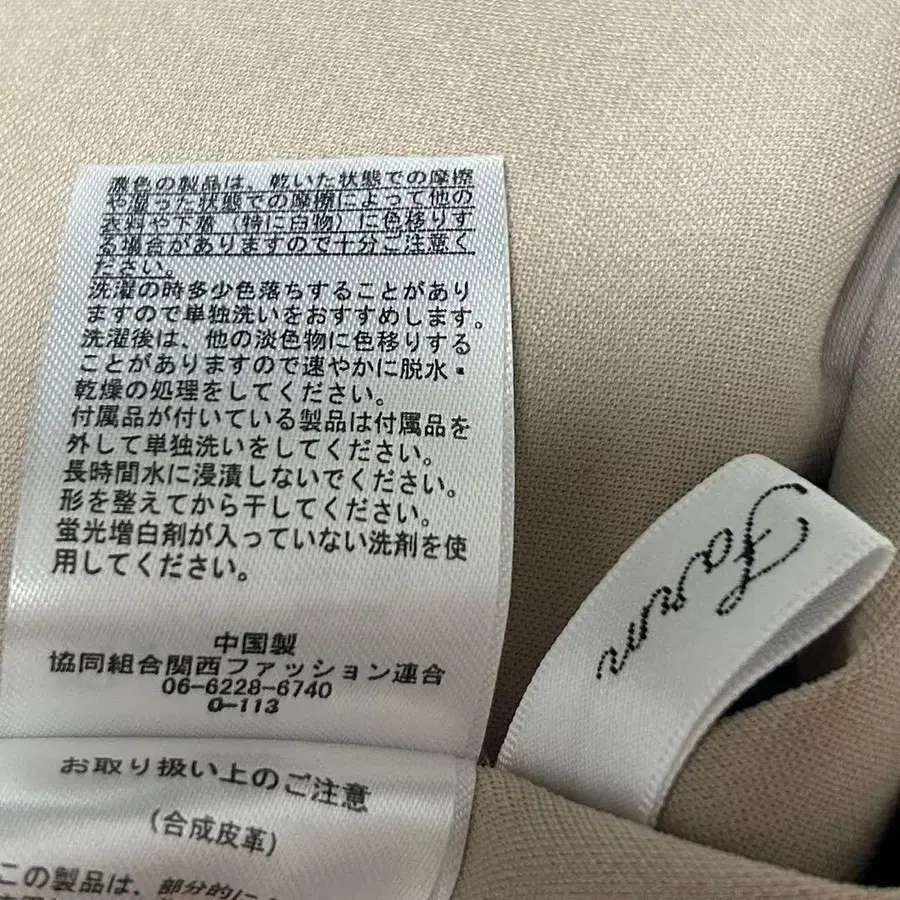 濃色の製品は、乾いた状態での摩擦
や湿った状態での摩擦によって他の
衣料や下着（特に白物）に色移りす
る場合がありますので十分ご注意く
ださい。
洗濯の時多少色落ちすることがあり
ますので単独洗いをおすすめします。
洗濯後は、他の淡色物に色移りする
ことがありますので速やかに脱水・
乾燥の処理をしてください。
付属品が付いている製品は付属品を
外して単独洗いをしてください。
長時間水に浸漬しないでください。
形を整えてから干してください。
蛍光増白剤が入っていない洗剤を使
用してください。
中国製
協同組合関西ファッション連合
06-6228-6740
O-113
お取り扱い上のご注意
（合成皮革）
この製品は、部分的に